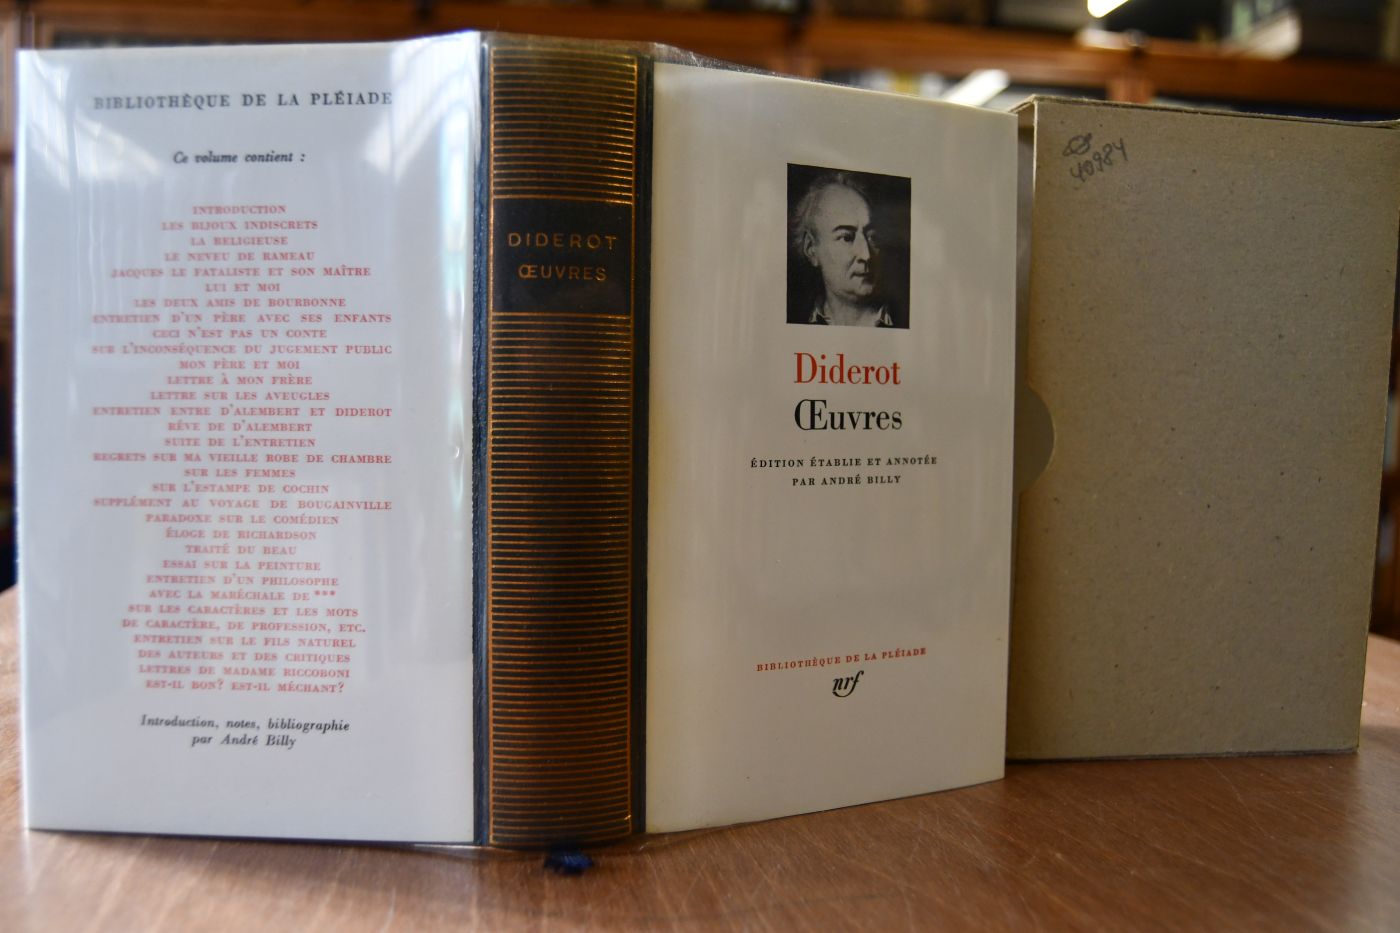 BIBLIOTHÈQUE DE LA PLÉIADE
Ce volume contient :
INTRODUCTION
LES BIJOUX INDISCRETS
LA RELIGIEUSE
LE NEVEU DE RAMEAU
JACQUES LE FATALISTE ET SON MAÎTRE
LUI ET MOI
LES DEUX AMIS DE BOURBONNE
ENTRETIEN D'UN PÈRE AVEC SES ENFANTS
CECI N'EST PAS UN CONTE
SUR L'INCONSÉQUENCE DU JUGEMENT PUBLIC
MON PÈRE ET MOI
LETTRE À MON FRÈRE
LETTRE SUR LES AVEUGLES
ENTRETIEN ENTRE D'ALEMBERT ET DIDEROT
RÊVE DE D'ALEMBERT
SUITE DE L'ENTRETIEN
REGRETS SUR MA VIEILLE ROBE DE CHAMBRE
SUR LES FEMMES
SUR L'ESTAMPE DE COCHIN
SUPPLÉMENT AU VOYAGE DE BOUGAINVILLE
PARADOXE SUR LE COMÉDIEN
ÉLOGE DE RICHARDSON
TRAITÉ DU BEAU
ESSAI SUR LA PEINTURE
ENTRETIEN D'UN PHILOSOPHE
AVEC LA MARÉCHALE DE ***
SUR LES CARACTÈRES ET LES MOTS
DE CARACTÈRE, DE PROFESSION, ETC.
ENTRETIEN SUR LE FILS NATUREL
DES AUTEURS ET DES CRITIQUES
LETTRES DE MADAME RICCOBONI
EST-IL BON? EST-IL MÉCHANT?
Introduction, notes, bibliographie
par André Billy
DIDEROT
ŒUVRES
Diderot
Œuvres
ÉDITION ÉTABLIE ET ANNOTÉE
PAR ANDRÉ BILLY
BIBLIOTHÈQUE DE LA PLÉIADE
nrf
40984